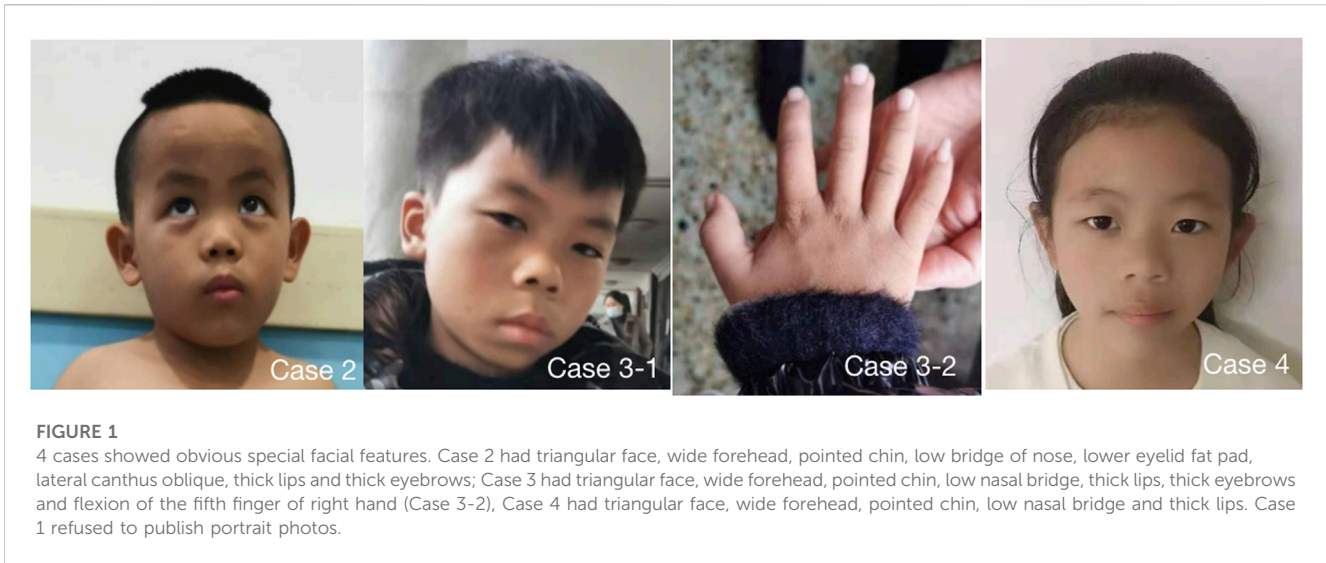 Case 2
Case 3-1
Case 3-2
Case 4
FIGURE 1
4 cases showed obvious special facial features. Case 2 had triangular face, wide forehead, pointed chin, low bridge of nose, lower eyelid fat pad,
lateral canthus oblique, thick lips and thick eyebrows; Case 3 had triangular face, wide forehead, pointed chin, low nasal bridge, thick lips, thick eyebrows
and flexion of the fifth finger of right hand (Case 3-2), Case 4 had triangular face, wide forehead, pointed chin, low nasal bridge and thick lips. Case
1 refused to publish portrait photos.